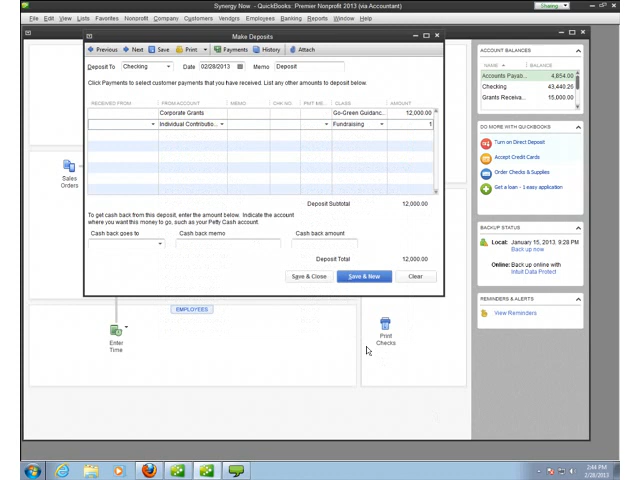 Synergy Now - QuickBooks: Premier Nonprofit 2013 (via Accountant)
Sharing
File Edit View Lists Favorites Nonprofit Company Customers Vendors Employees Banking Reports Window Help
Make Deposits
Previous Next Save Print Payments History Attach
Deposit To Checking Date 02/28/2013 Memo Deposit
Click Payments to select customer payments that you have received. List any other amounts to deposit below.
RECEIVED FROM FROM ACCOUNT MEMO CHK NO. PMT ME... CLASS AMOUNT
Corporate Grants Go-Green Guidanc... 12,000.00
Individual Contributio... Fundraising 1
Deposit Subtotal 12,000.00
To get cash back from this deposit, enter the amount below. Indicate the account
where you want this money to go, such as your Petty Cash account.
Cash back goes to Cash back memo Cash back amount
Deposit Total 12,000.00
Save & Close Save & New Clear
Sales
Orders
EMPLOYEES
Enter
Time
Print
Checks
ACCOUNT BALANCES
NAME BALANCE
Accounts Payab... 4,854.00
Checking 43,440.26
Grants Receiva... 15,000.00
DO MORE WITH QUICKBOOKS
Turn on Direct Deposit
Accept Credit Cards
Order Checks & Supplies
Get a loan - 1 easy application
BACKUP STATUS
Local: January 15, 2013, 9:28 PM
Back up now
Online: Back up online with
Intuit Data Protect
REMINDERS & ALERTS
View Reminders
2:44 PM
2/28/2013